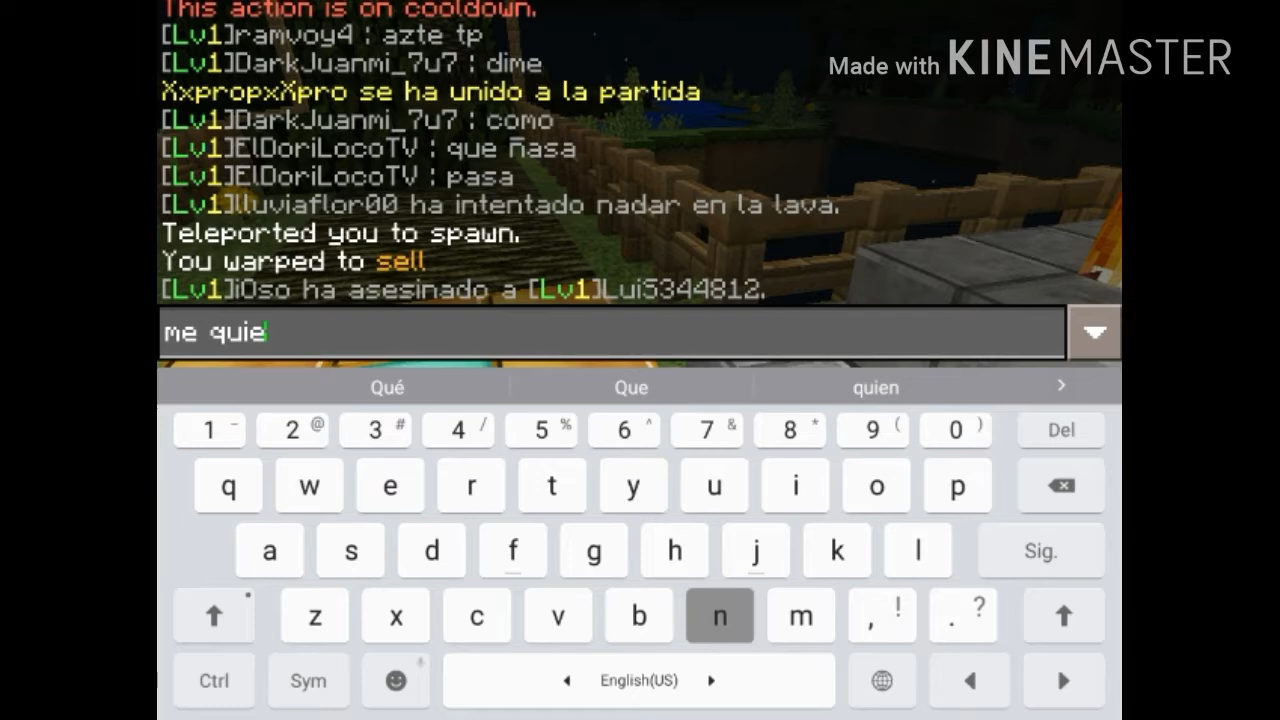 This action is on cooldown.
Made with KINEMASTER
[Lv1]ramvoy4 : azte tp
[Lv1]DarkJuanmi_7u7 : dime
XxpropxXpro se ha unido a la partida
[Lv1]DarkJuanmi_7u7 : como
[Lv1]ElDoriLocoTV : que ñasa
[Lv1]ElDoriLocoTV : pasa
[Lv1]lluviaflor00 ha intentado nadar en la lava.
Teleported you to spawn.
You warped to sell
[Lv1]iOso ha asesinado a [Lv1]Lui5344812.
me quie
Qué Que quien >
1 - 2 @ 3 # 4 / 5 % 6 ^ 7 & 8 * 9 ( 0 ) Del
q w e r t y u i o p
a s d f g h j k l Sig.
z x c v b n m , ! . ?
Ctrl Sym English(US)